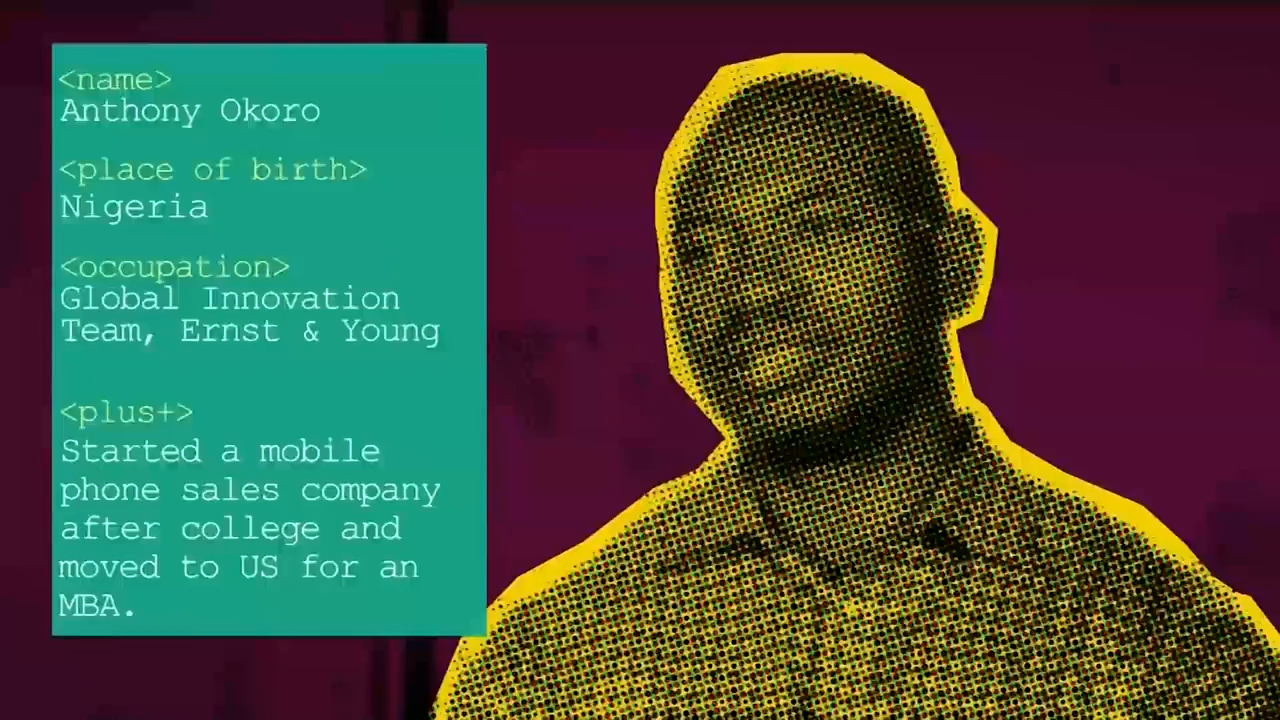 <name>
Anthony Okoro
<place of birth>
Nigeria
<occupation>
Global Innovation
Team, Ernst & Young
<plus+>
Started a mobile
phone sales company
after college and
moved to US for an
MBA.